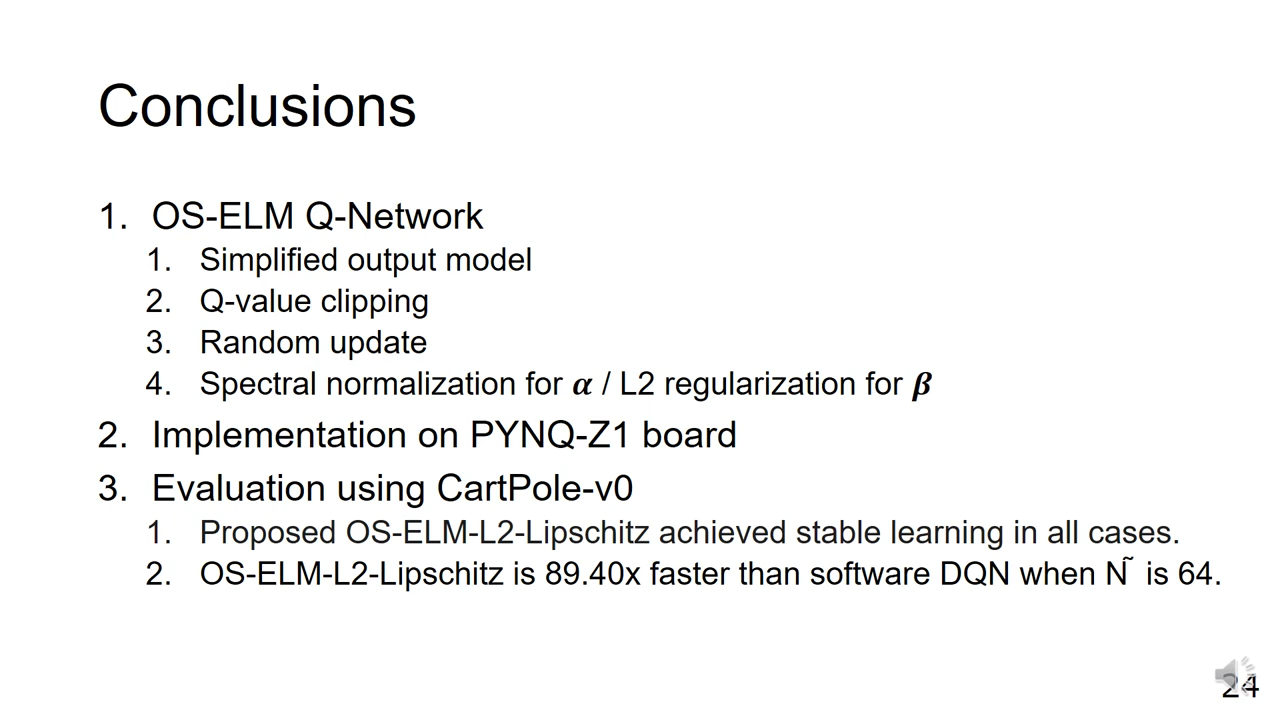 Conclusions
1. OS-ELM Q-Network
1. Simplified output model
2. Q-value clipping
3. Random update
4. Spectral normalization for α / L2 regularization for β
2. Implementation on PYNQ-Z1 board
3. Evaluation using CartPole-v0
1. Proposed OS-ELM-L2-Lipschitz achieved stable learning in all cases.
2. OS-ELM-L2-Lipschitz is 89.40x faster than software DQN when Ñ is 64.
24